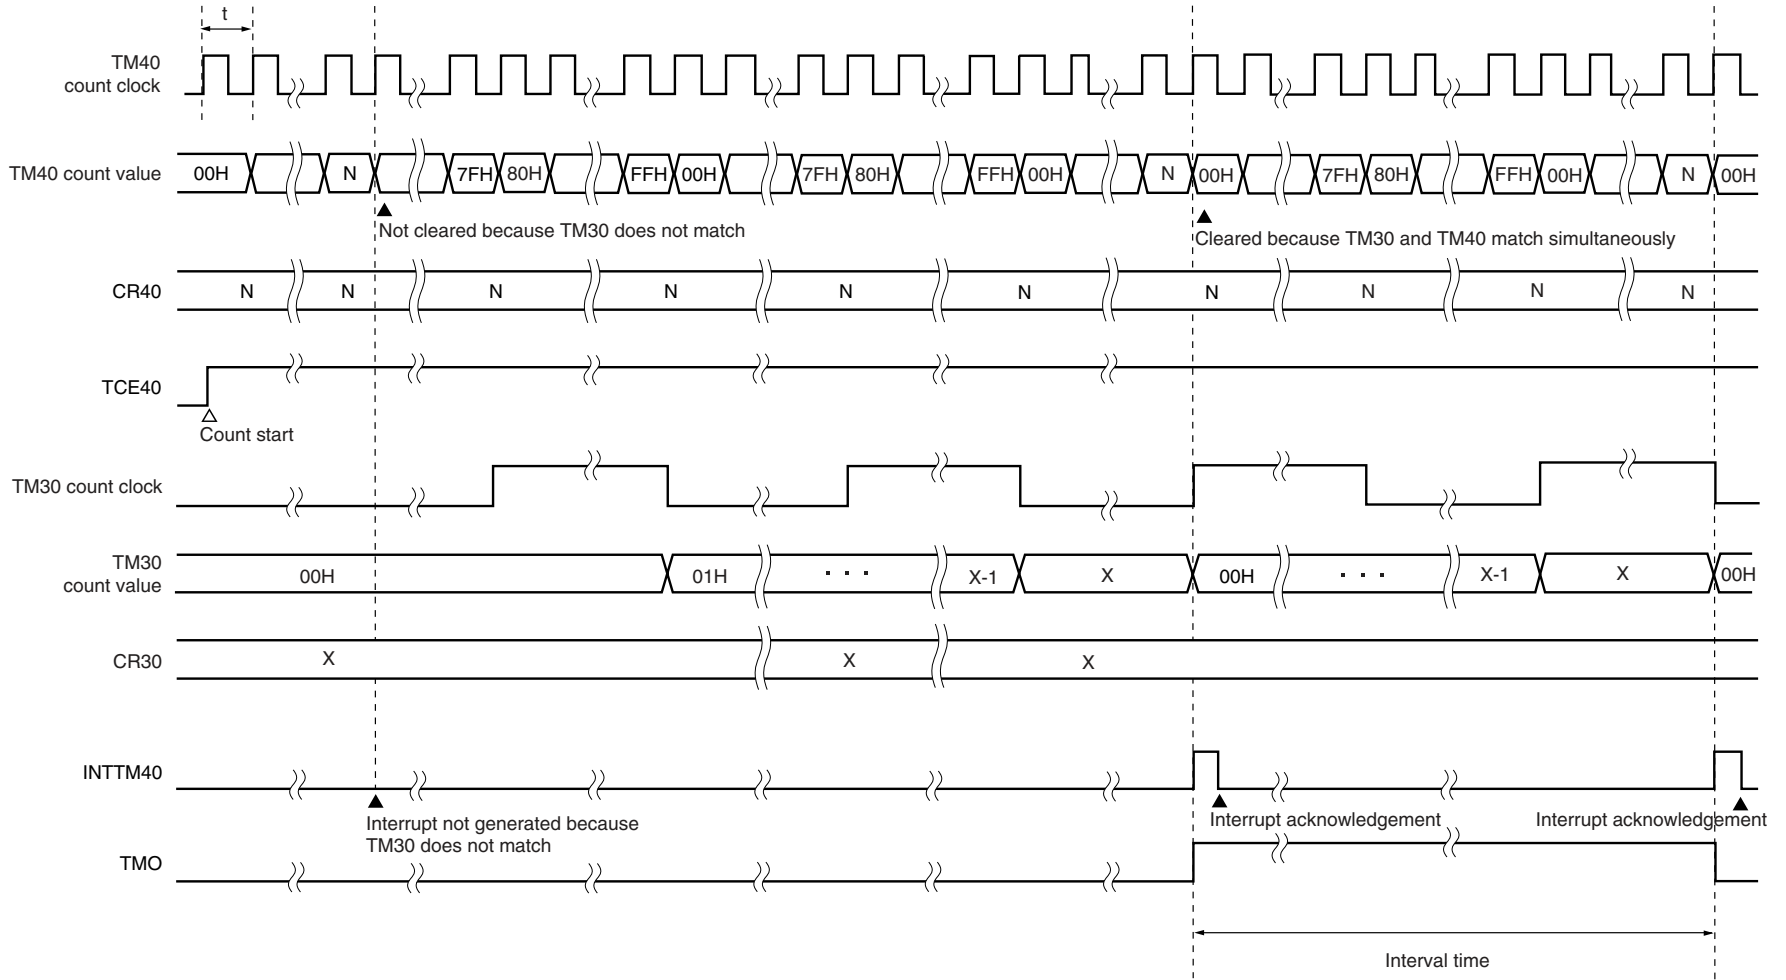 t
TM40
count clock
TM40 count value 00H N 7FH 80H FFH 00H 7FH 80H FFH 00H N 00H 7FH 80H FFH 00H N 00H
Not cleared because TM30 does not match
Cleared because TM30 and TM40 match simultaneously
CR40 N N N N N N N N N N
TCE40
Count start
TM30 count clock
TM30
count value
00H 01H . . . X-1 X 00H . . . X-1 X 00H
CR30 X X X
INTTM40
Interrupt not generated because
TM30 does not match
Interrupt acknowledgement Interrupt acknowledgement
TMO
Interval time